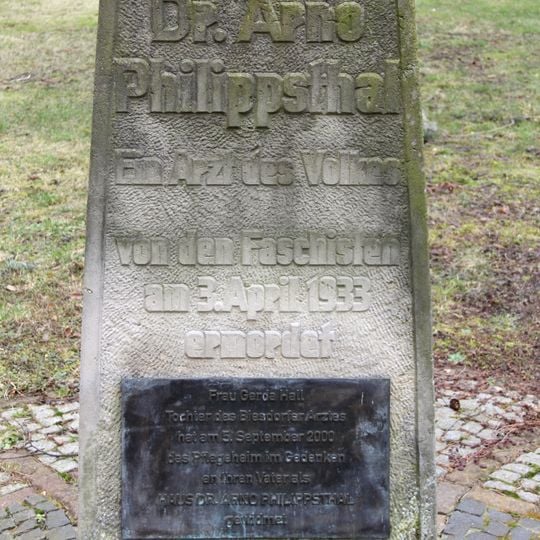 Dr. Arno
Philippsthal
Ein Arzt des Volkes
von den Faschisten
am 3. April 1933
ermordet
Frau Gerda Hall
Tochter des Biesdorfer Arztes
hat am 5. September 2000
das Pflegeheim im Gedenken
an ihren Vater als
HAUS DR. ARNO PHILIPPSTHAL
gewidmet